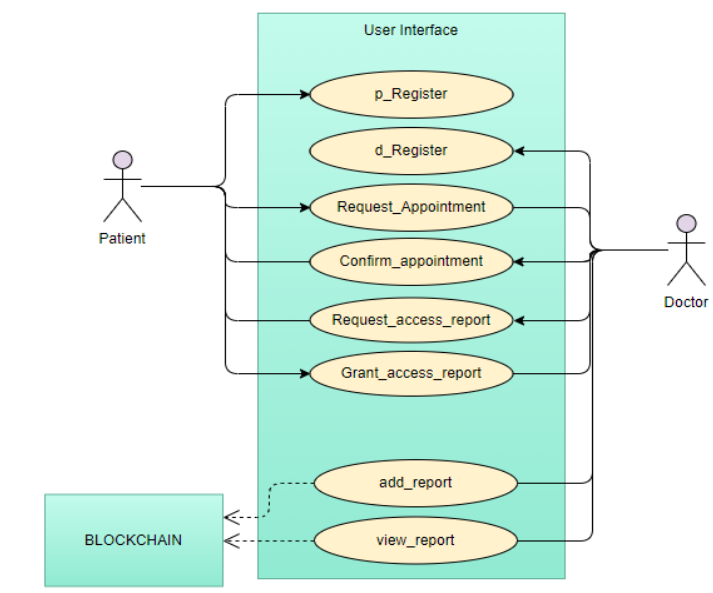 User Interface
p_Register
d_Register
Request_Appointment
Patient
Confirm_appointment
Doctor
Request_access_report
Grant_access_report
add_report
BLOCKCHAIN
view_report